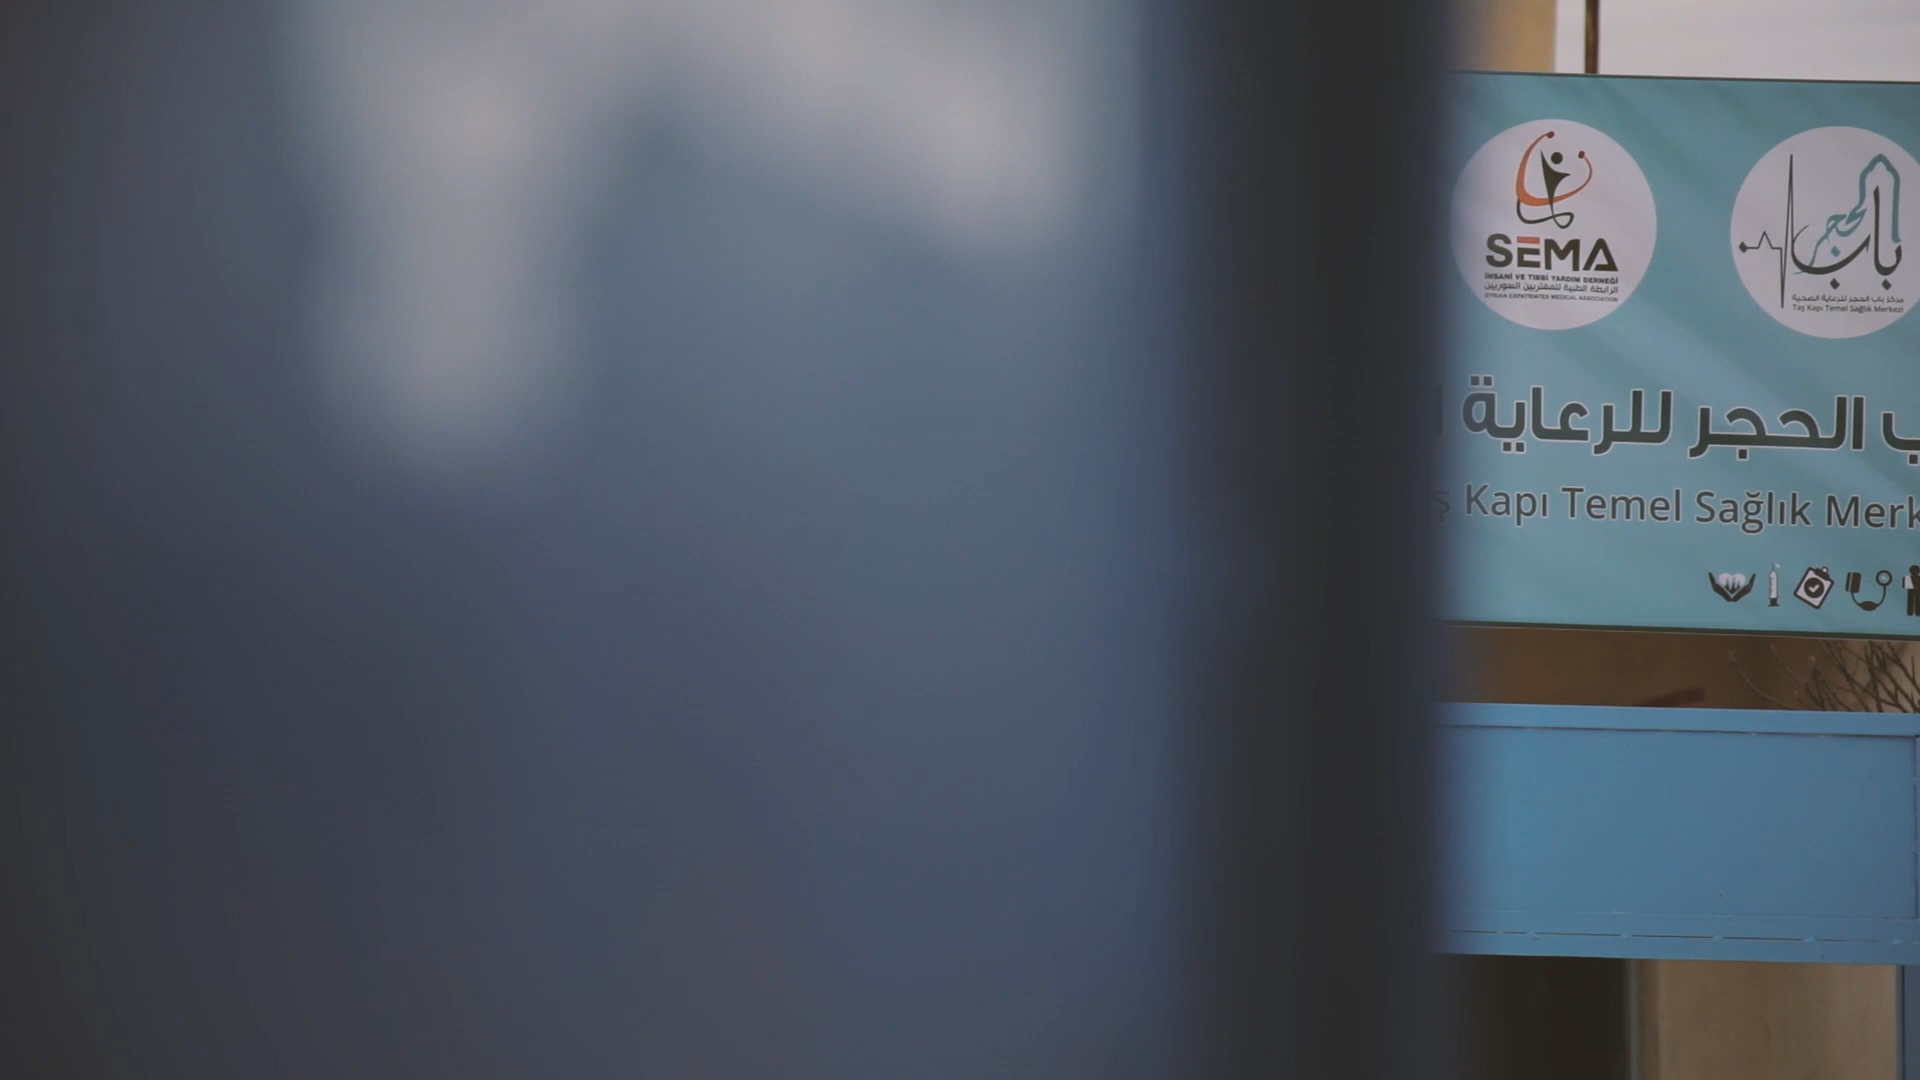 SEMA
İNSANİ VE TIBBİ YARDIM DERNEĞİ
الرابطة الطبية للمغتربين السوريين
SYRIAN EXPATRIATES MEDICAL ASSOCIATION
باب الحجر
مركز باب الحجر للرعاية الصحية
Taş Kapı Temel Sağlık Merkezi
ب الحجر للرعاية
ş Kapı Temel Sağlık Merk